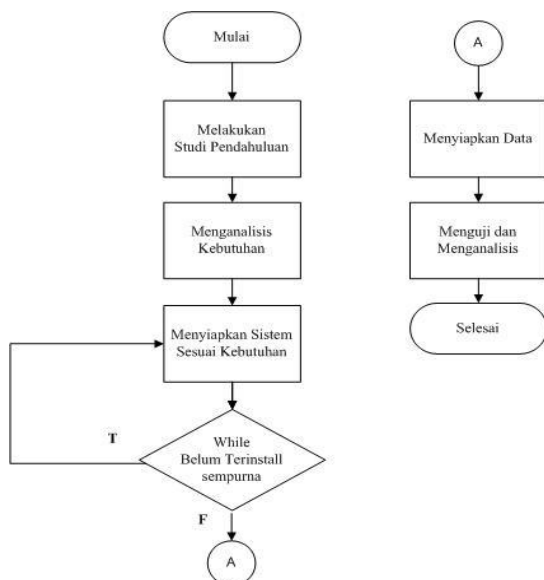 Mulai
Melakukan
Studi Pendahuluan
Menganalisis
Kebutuhan
Menyiapkan Sistem
Sesuai Kebutuhan
T
While
Belum Terinstall
sempurna
F
A
A
Menyiapkan Data
Menguji dan
Menganalisis
Selesai